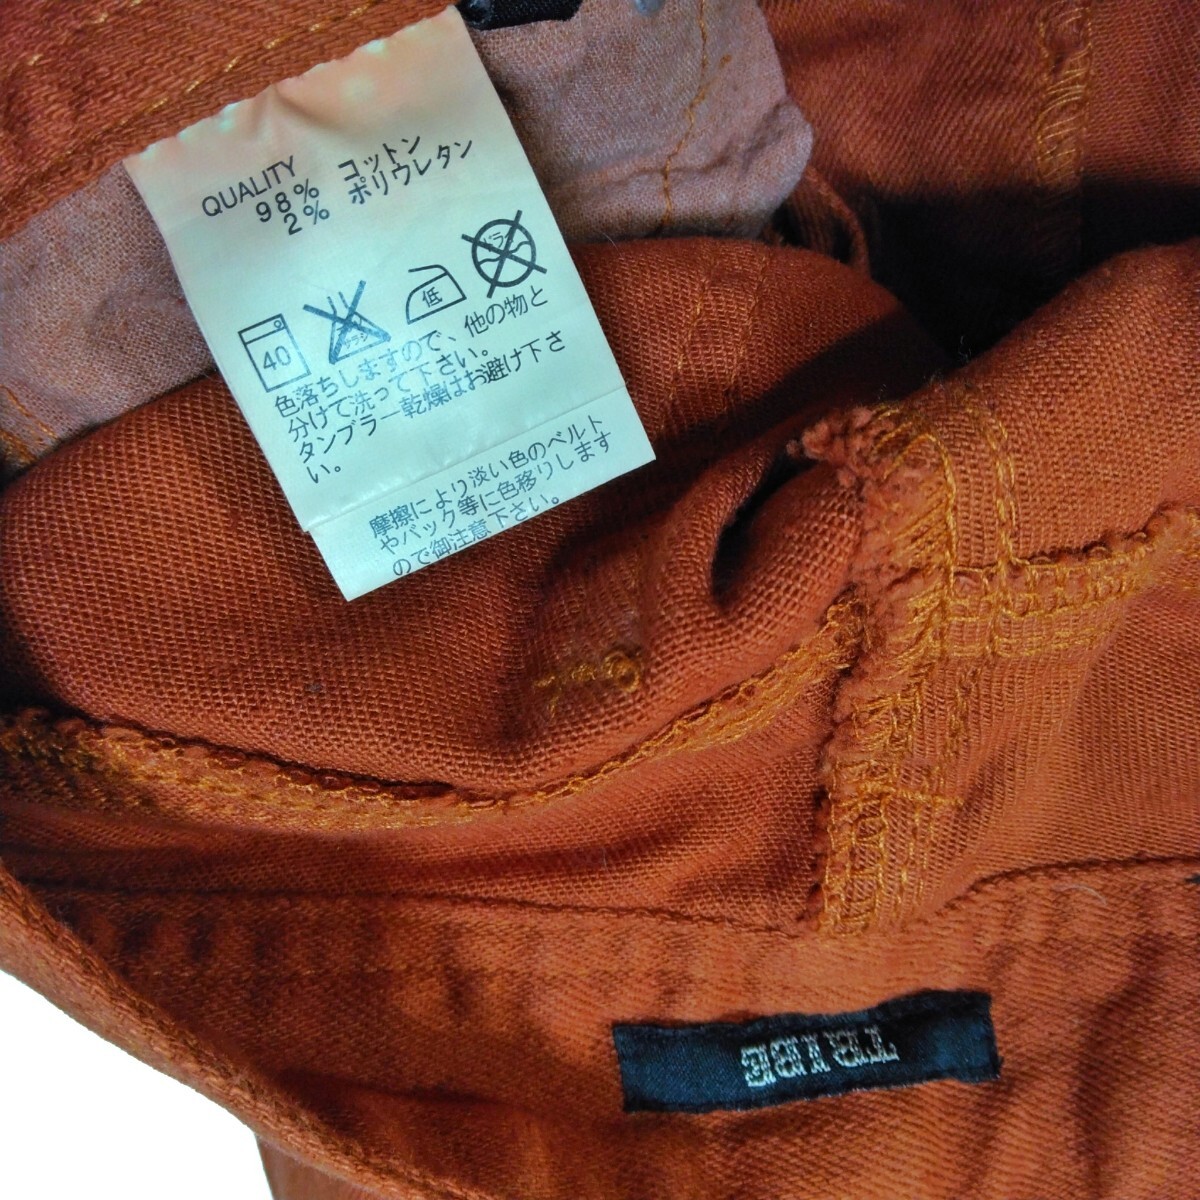 QUALITY
98% コットン
2% ポリウレタン
40
低
色落ちしますので、他の物と
分けて洗って下さい。
タンブラー乾燥はお避け下さ
い。
摩擦により淡い色のベルト
やバック等に色移りします
ので御注意下さい。
TRIBE